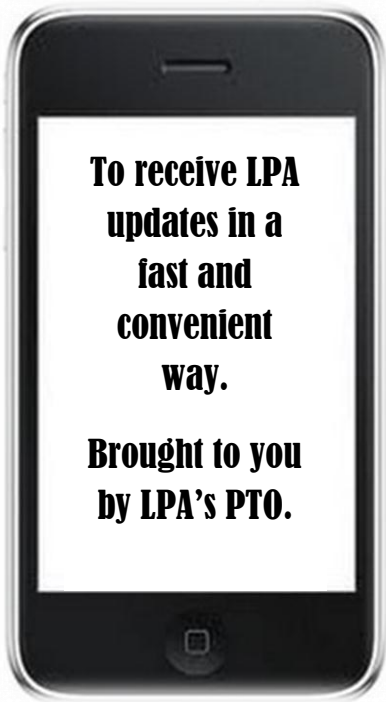 To receive LPA
updates in a
fast and
convenient
way.
Brought to you
by LPA’s PTO.